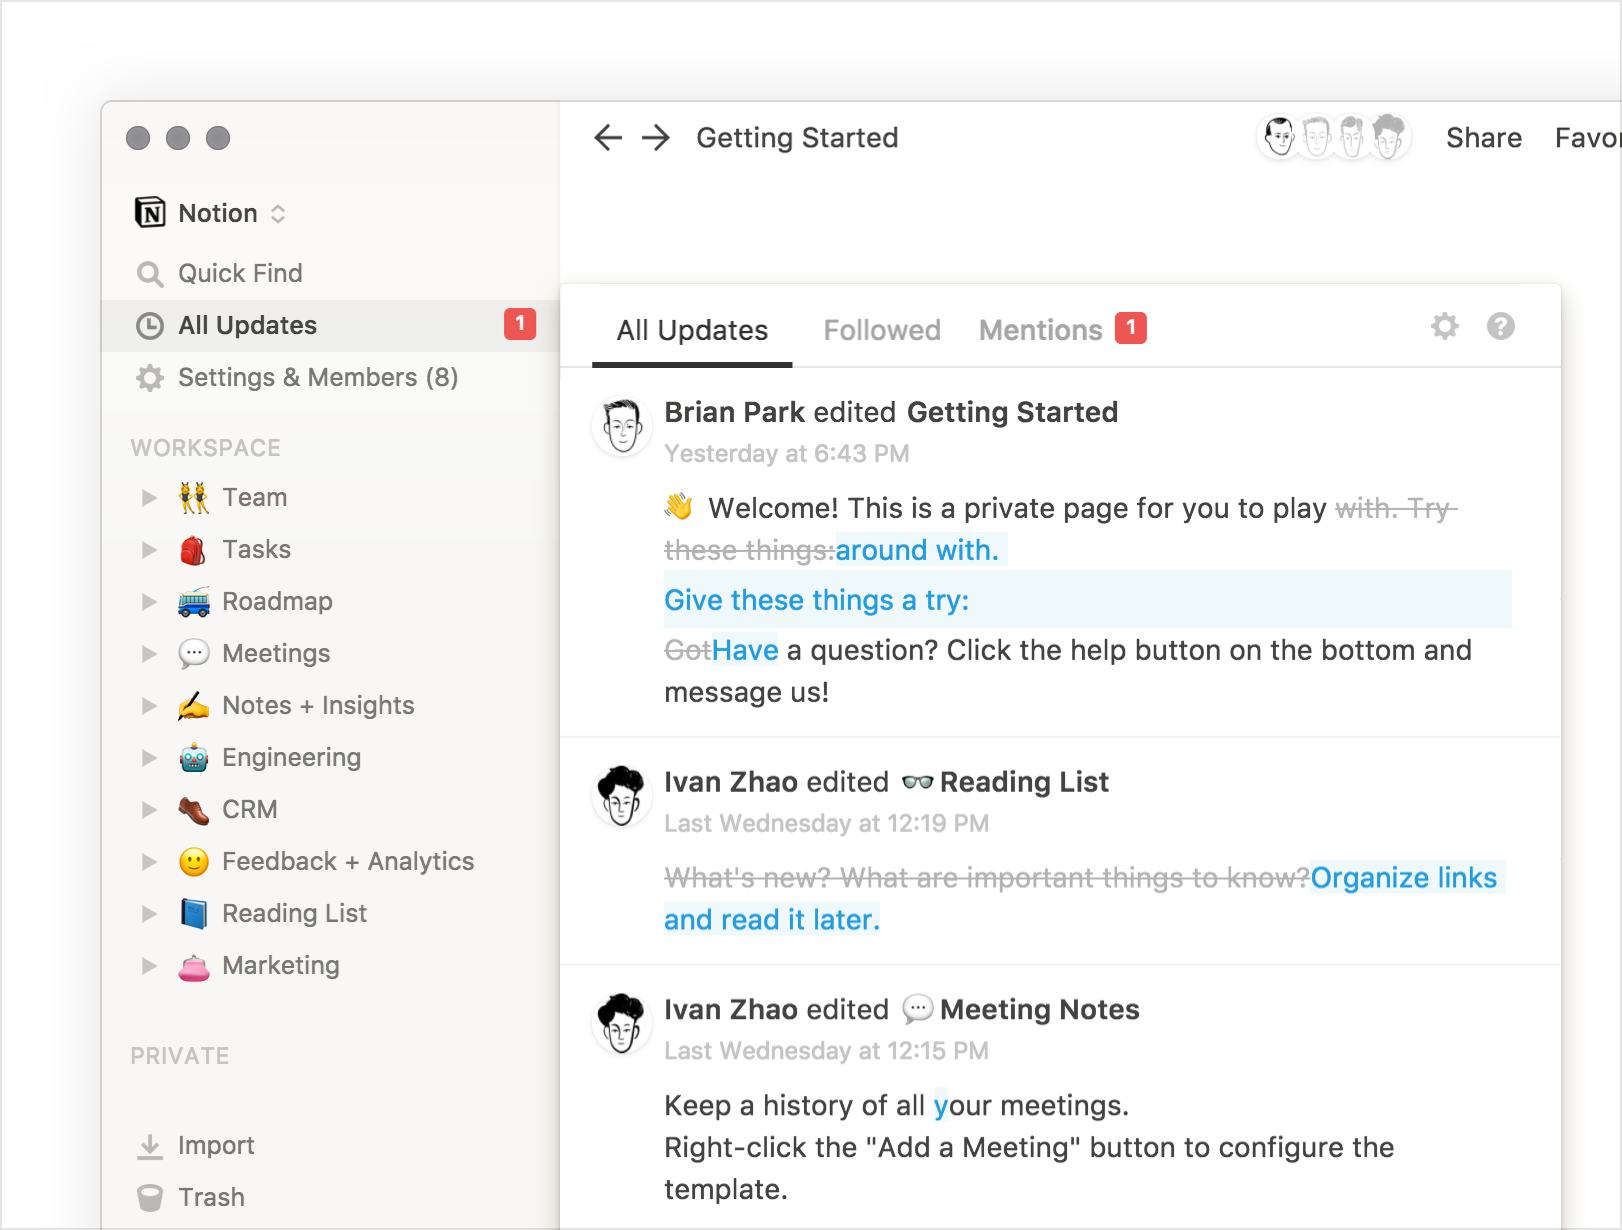 Getting Started
Share Favor
Notion
Quick Find
All Updates 1
Settings & Members (8)
WORKSPACE
Team
Tasks
Roadmap
Meetings
Notes + Insights
Engineering
CRM
Feedback + Analytics
Reading List
Marketing
PRIVATE
Import
Trash
All Updates Followed Mentions 1
Brian Park edited Getting Started
Yesterday at 6:43 PM
👋 Welcome! This is a private page for you to play with. Try
these things:around with.
Give these things a try:
GotHave a question? Click the help button on the bottom and
message us!
Ivan Zhao edited 👓 Reading List
Last Wednesday at 12:19 PM
What's new? What are important things to know?Organize links
and read it later.
Ivan Zhao edited 💬 Meeting Notes
Last Wednesday at 12:15 PM
Keep a history of all your meetings.
Right-click the "Add a Meeting" button to configure the
template.